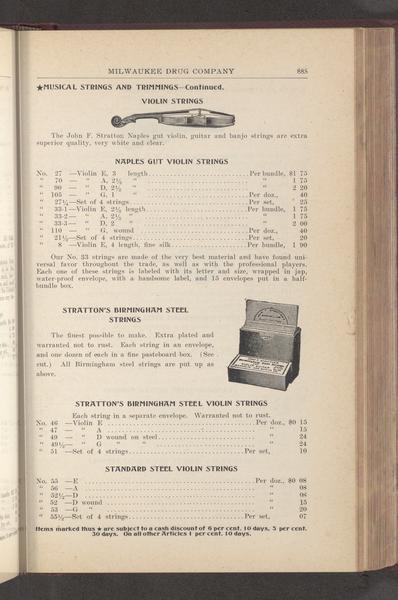 MILWAUKEE DRUG COMPANY 885
★MUSICAL STRINGS AND TRIMMINGS—Continued.
VIOLIN STRINGS
The John F. Stratton Naples gut violin, guitar and banjo strings are extra
superior quality, very white and clear.
NAPLES GUT VIOLIN STRINGS
No. 27 —Violin E, 3 length Per bundle, $1 75
" 70 — " A, 2½ " " 1 75
" 90 — " D, 2½ " " 2 20
" 105 — " G, 1 " Per doz., 40
" 27½—Set of 4 strings Per set, 25
" 33-1—Violin E, 2½ length Per bundle, 1 75
" 33-2— " A, 2½ " " 1 75
" 33-3— " D, 2 " " 2 00
" 110 — " G, wound Per doz., 40
" 21½—Set of 4 strings Per set, 20
" 8 —Violin E, 4 length, fine silk Per bundle, 1 90
Our No. 33 strings are made of the very best material and have found uni-
versal favor throughout the trade, as well as with the professional players.
Each one of these strings is labeled with its letter and size, wrapped in jap,
water-proof envelope, with a handsome label, and 15 envelopes put in a half-
bundle box.
STRATTON'S BIRMINGHAM STEEL
STRINGS
The finest possible to make. Extra plated and
warranted not to rust. Each string in an envelope,
and one dozen of each in a fine pasteboard box. (See
cut.) All Birmingham steel strings are put up as
above.
STRATTON'S BIRMINGHAM STEEL VIOLIN STRINGS
Each string in a separate envelope. Warranted not to rust.
No. 46 —Violin E Per doz., $0 15
" 47 — " A " 15
" 49 — " D wound on steel " 24
" 49½— " G " " " 24
" 51 —Set of 4 strings Per set, 10
STANDARD STEEL VIOLIN STRINGS
No. 55 —E Per doz., $0 08
" 56 —A " 08
" 52½—D " 08
" 52 —D wound " 15
" 53 —G " " 20
" 55½—Set of 4 strings Per set, 07
Items marked thus ★ are subject to a cash discount of 6 per cent. 10 days, 5 per cent.
30 days. On all other Articles 1 per cent. 10 days.